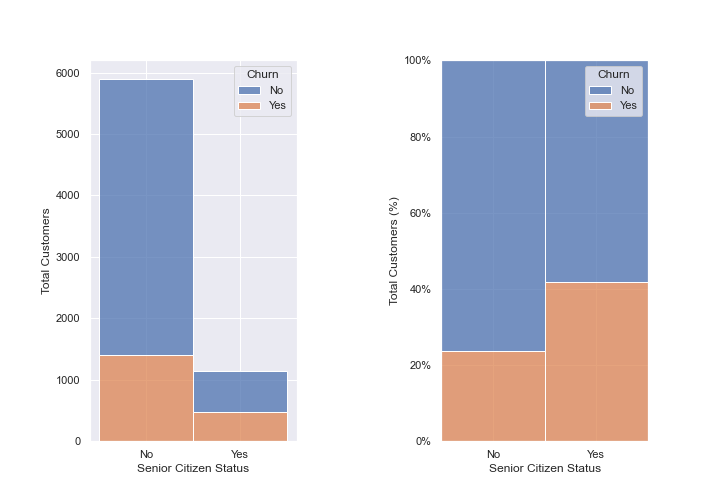 Total Customers
6000
5000
4000
3000
2000
1000
0
Churn
No
Yes
No
Yes
Senior Citizen Status
Total Customers (%)
100%
80%
60%
40%
20%
0%
Churn
No
Yes
No
Yes
Senior Citizen Status